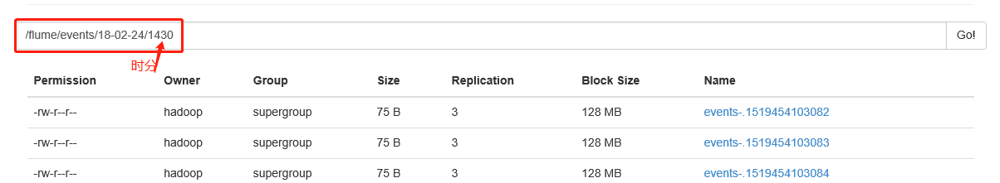 /flume/events/18-02-24/1430 Go!
时分
Permission Owner Group Size Replication Block Size Name
-rw-r--r-- hadoop supergroup 75 B 3 128 MB events-.1519454103082
-rw-r--r-- hadoop supergroup 75 B 3 128 MB events-.1519454103083
-rw-r--r-- hadoop supergroup 75 B 3 128 MB events-.1519454103084